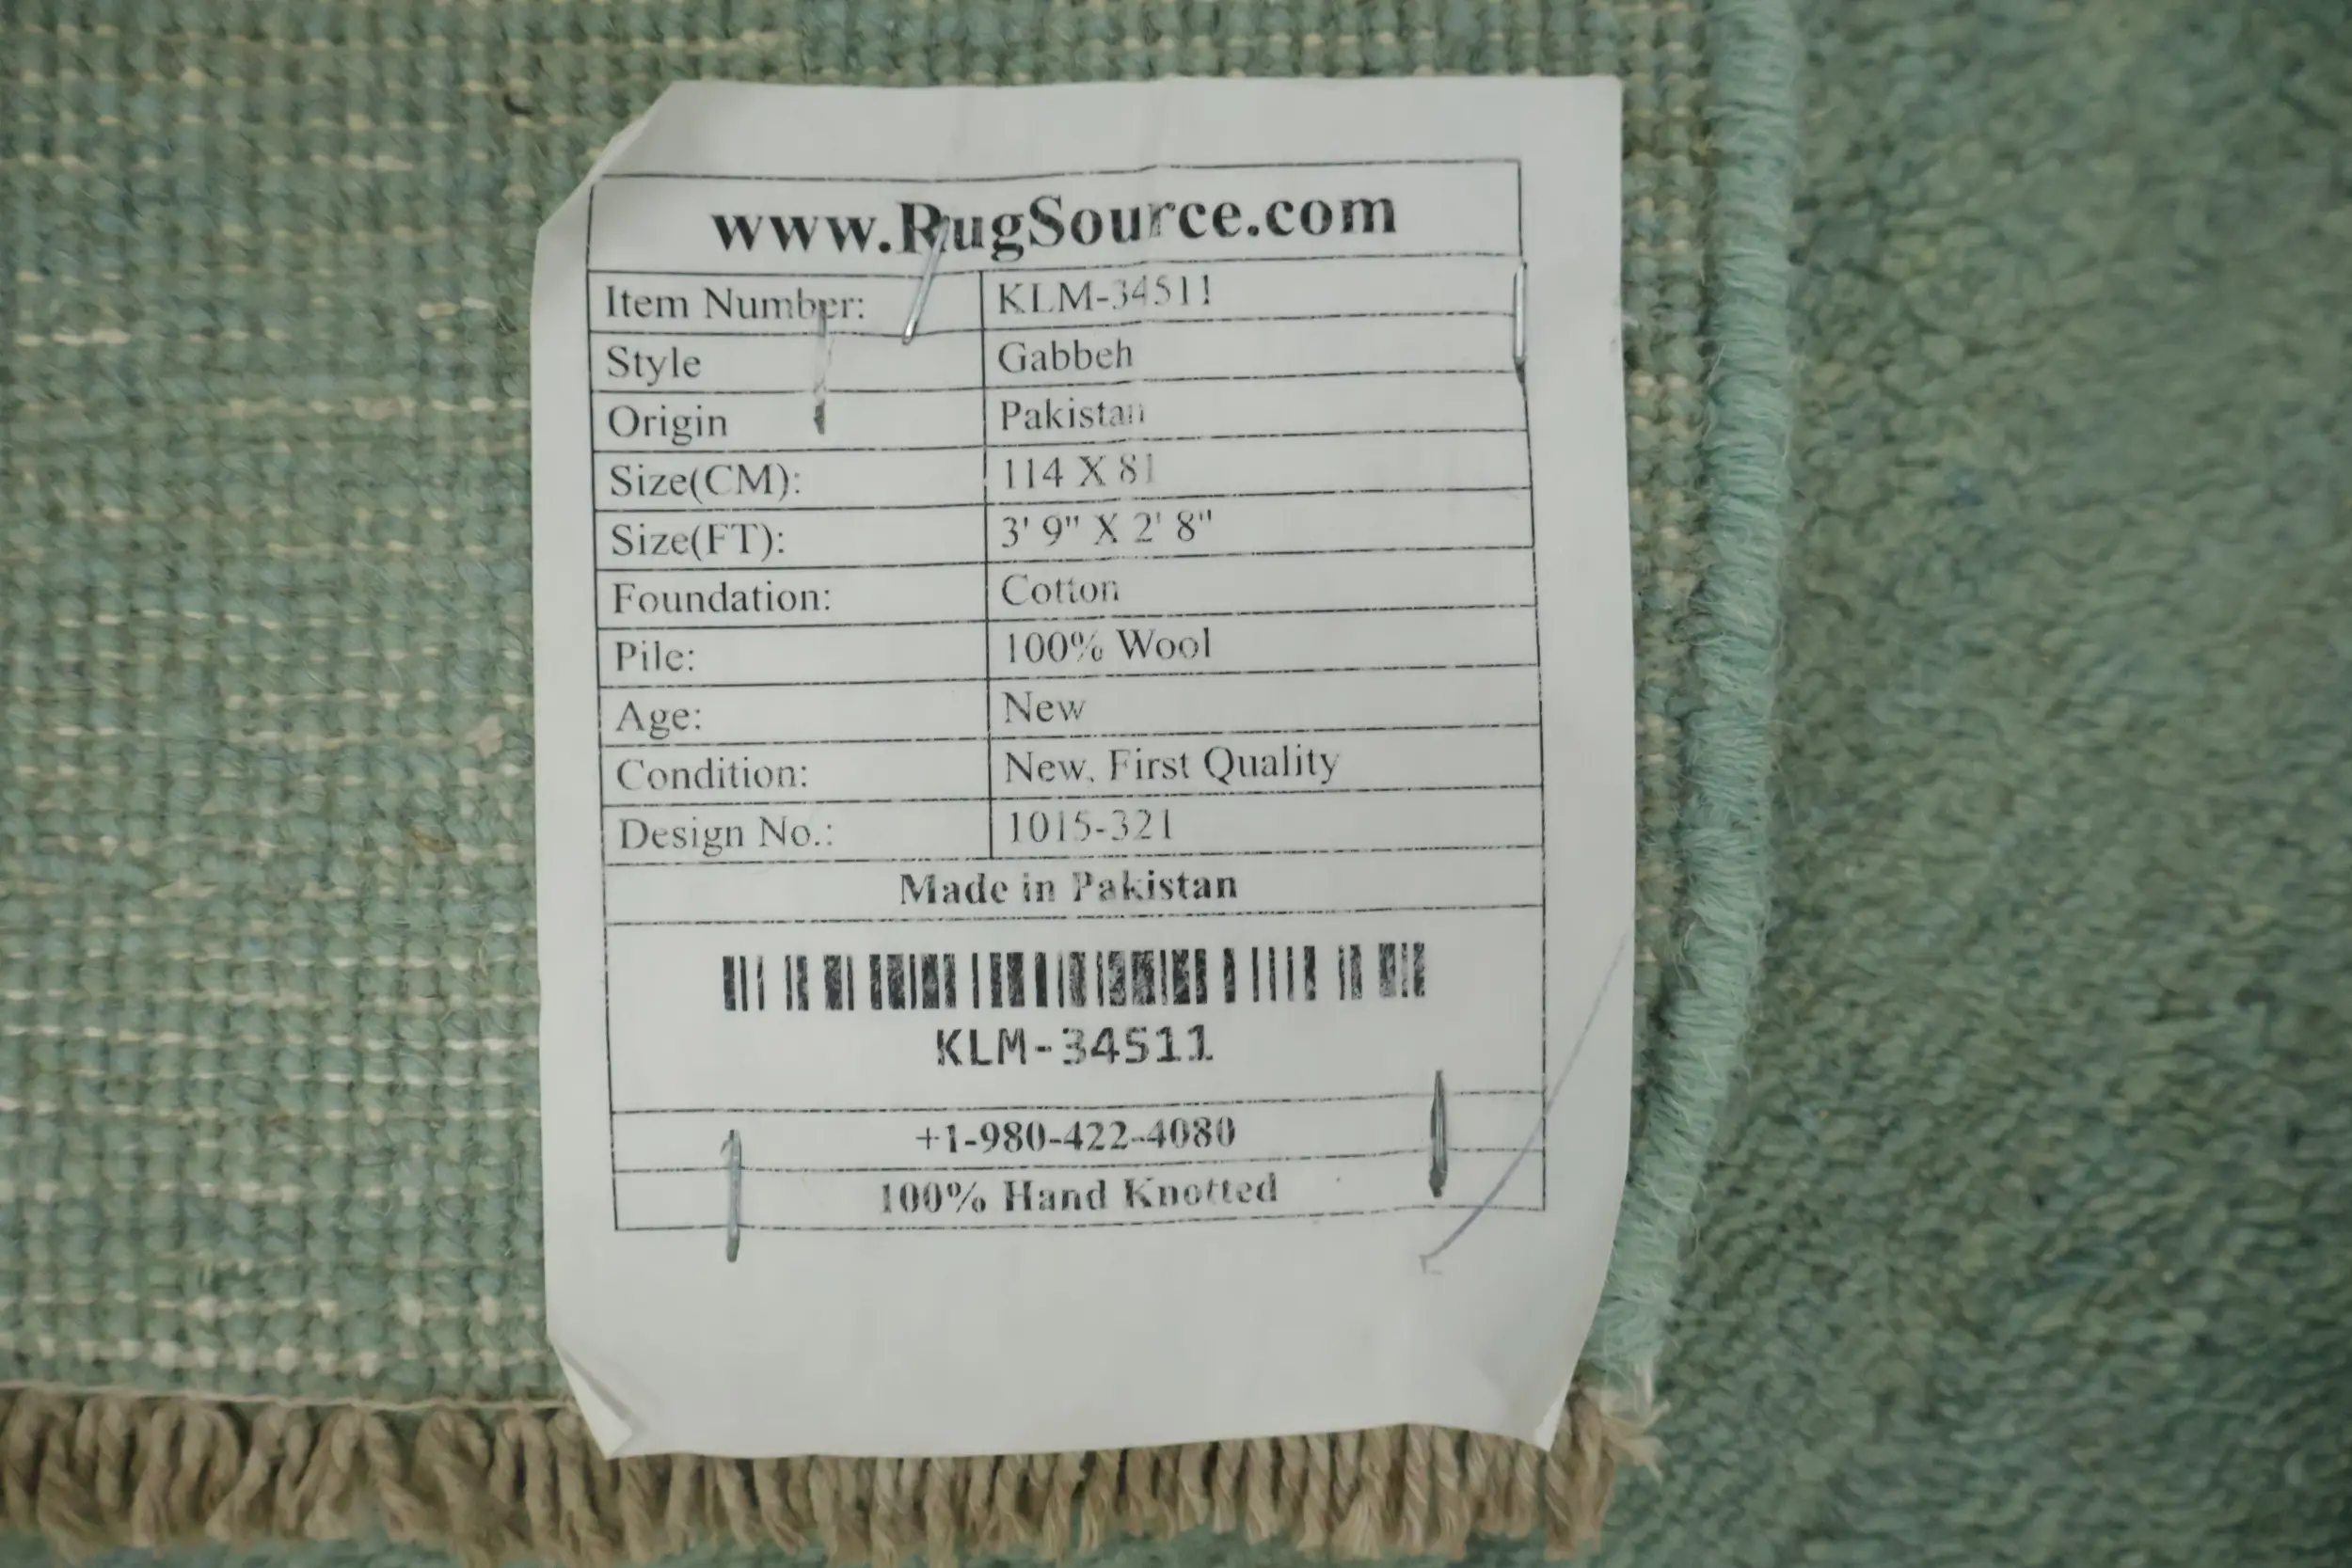 www.RugSource.com
Item Number: KLM-34511
Style Gabbeh
Origin Pakistan
Size(CM): 114 X 81
Size(FT): 3' 9" X 2' 8"
Foundation: Cotton
Pile: 100% Wool
Age: New
Condition: New, First Quality
Design No.: 1015-321
Made in Pakistan
KLM-34511
+1-980-422-4080
100% Hand Knotted